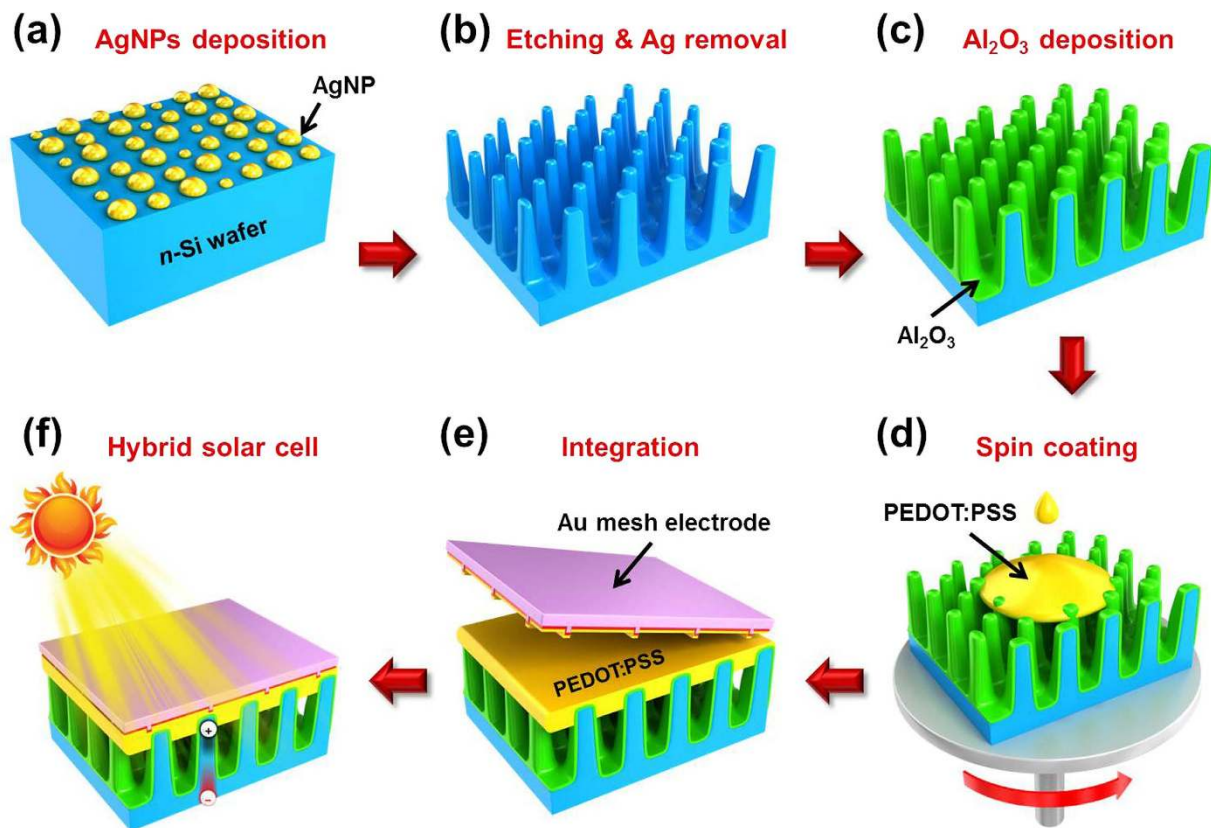 (a) AgNPs deposition
AgNP
n-Si wafer
(b) Etching & Ag removal
(c) Al₂O₃ deposition
Al₂O₃
(d) Spin coating
PEDOT:PSS
(e) Integration
Au mesh electrode
PEDOT:PSS
(f) Hybrid solar cell
+
−